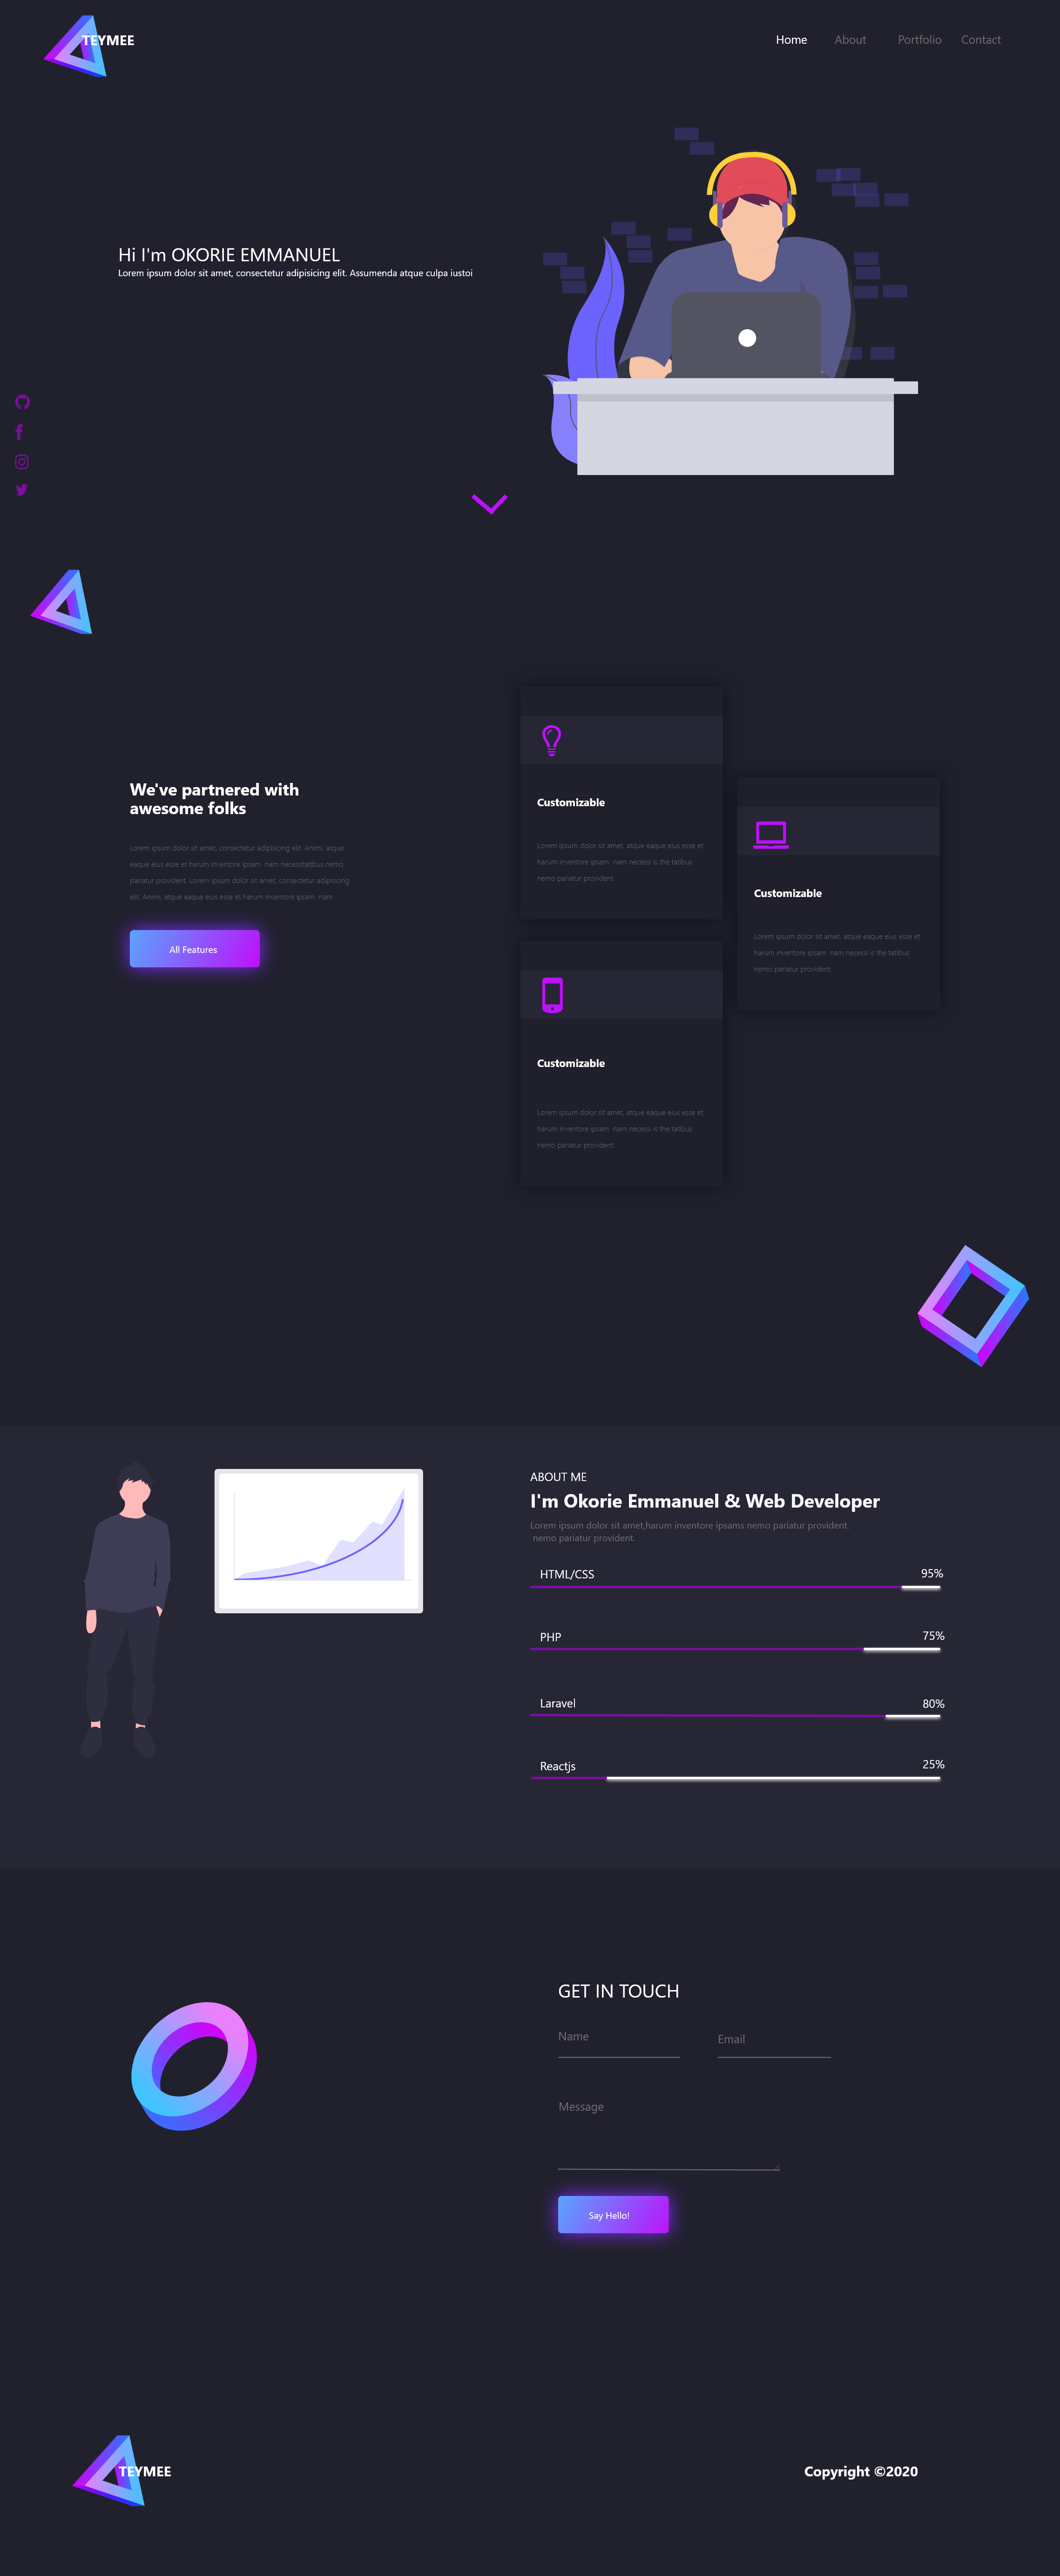 TEYMEE
Home About Portfolio Contact
Hi I'm OKORIE EMMANUEL
Lorem ipsum dolor sit amet, consectetur adipisicing elit. Assumenda atque culpa iustoi
We've partnered with
awesome folks
Lorem ipsum dolor sit amet, consectetur adipisicing elit. Animi, atque
eaque eius esse et harum inventore ipsam nam necessitatibus nemo
pariatur provident. Lorem ipsum dolor sit amet, consectetur adipisicing
elit. Animi, atque eaque eius esse et harum inventore ipsam nam
All Features
Customizable
Lorem ipsum dolor sit amet, atque eaque eius esse et
harum inventore ipsam nam necessi is the tatibus
nemo pariatur provident.
Customizable
Lorem ipsum dolor sit amet, atque eaque eius esse et
harum inventore ipsam nam necessi is the tatibus
nemo pariatur provident.
Customizable
Lorem ipsum dolor sit amet, atque eaque eius esse et
harum inventore ipsam nam necessi is the tatibus
nemo pariatur provident.
ABOUT ME
I'm Okorie Emmanuel & Web Developer
Lorem ipsum dolor sit amet,harum inventore ipsams nemo pariatur provident.
nemo pariatur provident.
HTML/CSS 95%
PHP 75%
Laravel 80%
Reactjs 25%
GET IN TOUCH
Name Email
Message
Say Hello!
TEYMEE
Copyright ©2020